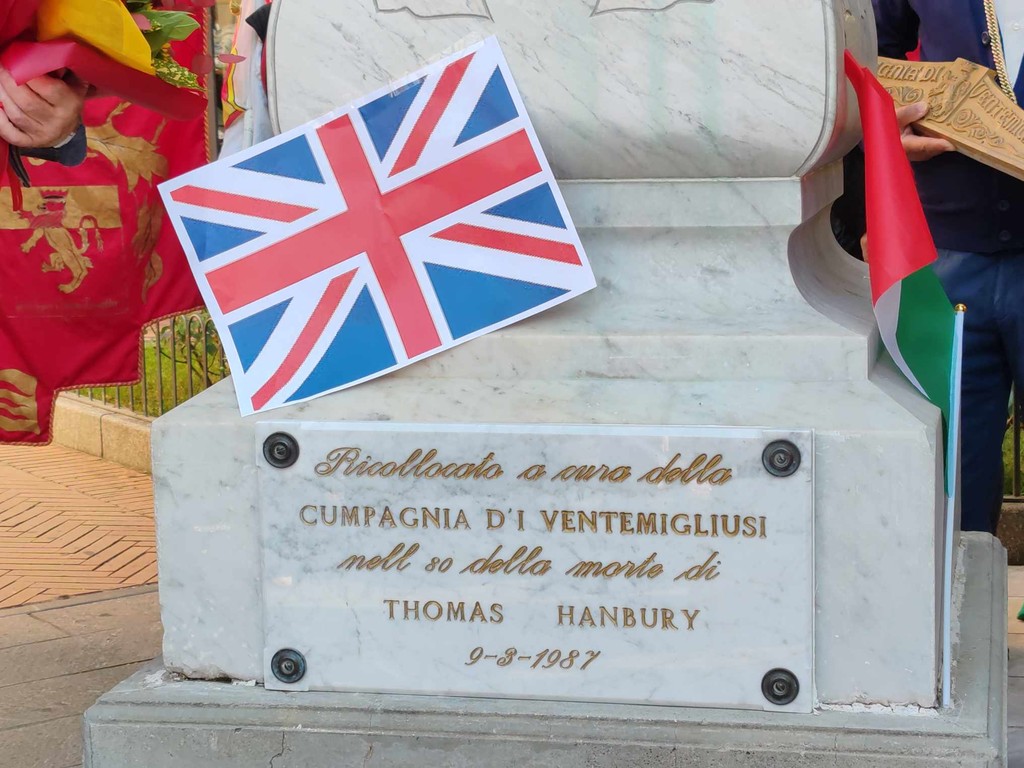 Ricollocato a cura della
CUMPAGNIA D'I VENTEMIGLIUSI
nell 80 della morte di
THOMAS HANBURY
9-3-1987